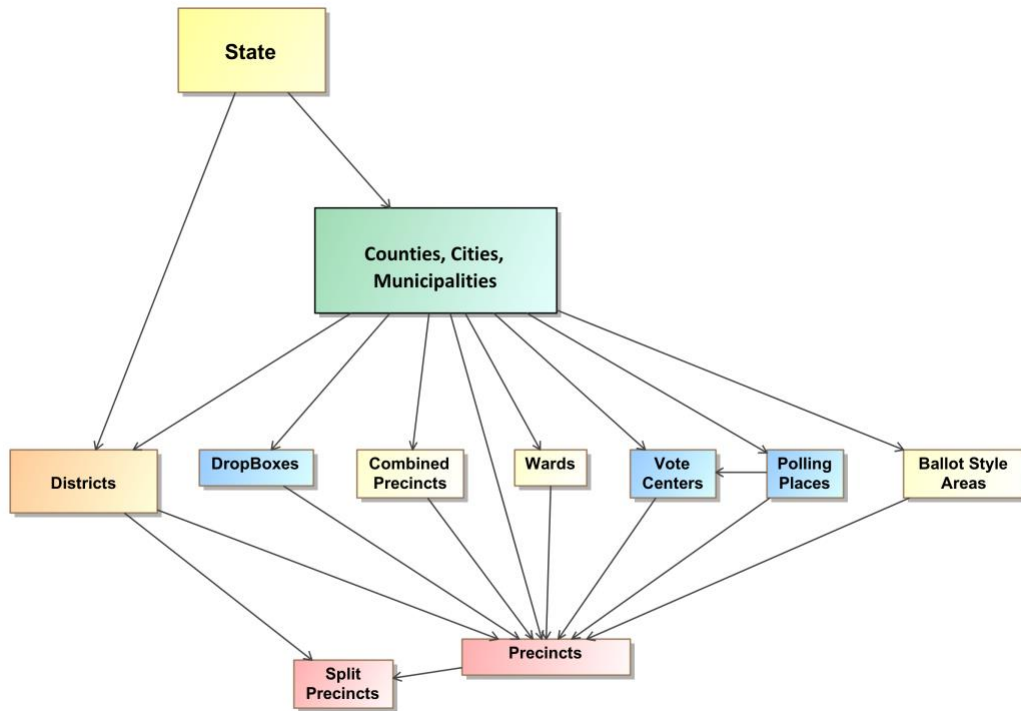 State
Counties, Cities,
Municipalities
Districts
DropBoxes
Combined
Precincts
Wards
Vote
Centers
Polling
Places
Ballot Style
Areas
Precincts
Split
Precincts